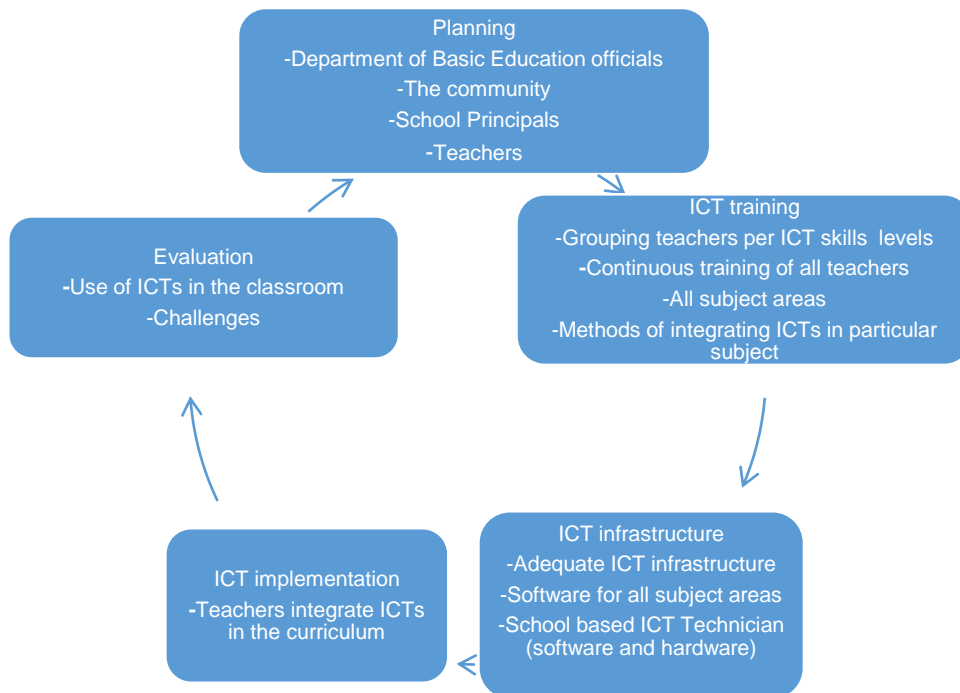 Planning
-Department of Basic Education officials
-The community
-School Principals
-Teachers
ICT training
-Grouping teachers per ICT skills levels
-Continuous training of all teachers
-All subject areas
-Methods of integrating ICTs in particular
subject
ICT infrastructure
-Adequate ICT infrastructure
-Software for all subject areas
-School based ICT Technician
(software and hardware)
ICT implementation
-Teachers integrate ICTs
in the curriculum
Evaluation
-Use of ICTs in the classroom
-Challenges